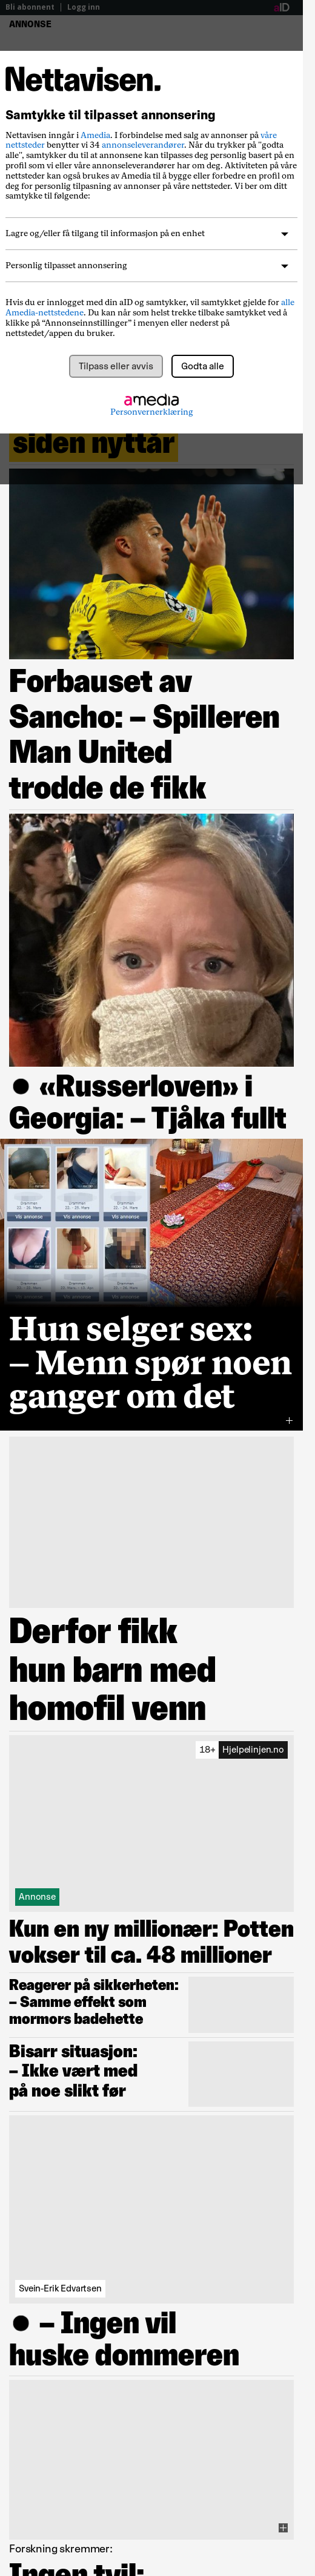 Bli abonnent | Logg inn
aID
ANNONSE
Nettavisen.
Samtykke til tilpasset annonsering
Nettavisen inngår i Amedia. I forbindelse med salg av annonser på våre
nettsteder benytter vi 34 annonseleverandører. Når du trykker på "godta
alle", samtykker du til at annonsene kan tilpasses deg personlig basert på en
profil som vi eller våre annonseleverandører har om deg. Aktiviteten på våre
nettsteder kan også brukes av Amedia til å bygge eller forbedre en profil om
deg for personlig tilpasning av annonser på våre nettsteder. Vi ber om ditt
samtykke til følgende:
Lagre og/eller få tilgang til informasjon på en enhet
Personlig tilpasset annonsering
Hvis du er innlogget med din aID og samtykker, vil samtykket gjelde for alle
Amedia-nettstedene. Du kan når som helst trekke tilbake samtykket ved å
klikke på “Annonseinnstillinger” i menyen eller nederst på
nettstedet/appen du bruker.
Tilpass eller avvis
Godta alle
amedia
Personvernerklæring
siden nyttår
Forbauset av
Sancho: – Spilleren
Man United
trodde de fikk
● «Russerloven» i
Georgia: – Tjåka fullt
Vis annonse Vis annonse Vis annonse
Hun selger sex:
– Menn spør noen
ganger om det
Derfor fikk
hun barn med
homofil venn
18+ Hjelpelinjen.no
Annonse
Kun en ny millionær: Potten
vokser til ca. 48 millioner
Reagerer på sikkerheten:
– Samme effekt som
mormors badehette
Bisarr situasjon:
– Ikke vært med
på noe slikt før
Svein-Erik Edvartsen
● – Ingen vil
huske dommeren
Forskning skremmer:
Ingen tvil: